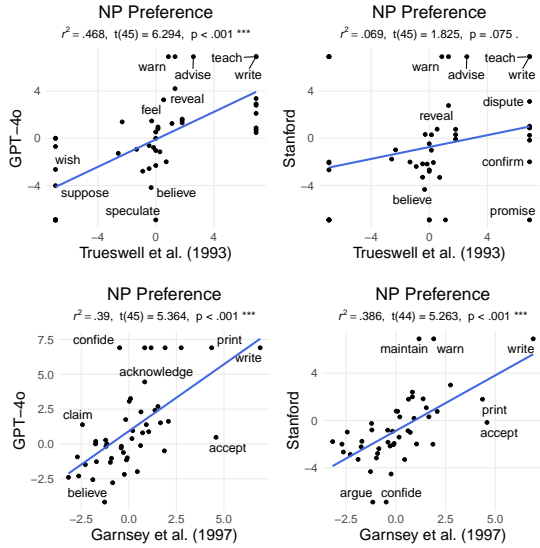 NP Preference
r² = .468, t(45) = 6.294, p < .001 ***
warn
advise
teach
write
reveal
feel
wish
suppose
believe
speculate
4
0
−4
−4
0
4
GPT−4o
Trueswell et al. (1993)
NP Preference
r² = .069, t(45) = 1.825, p = .075 .
warn
advise
teach
write
dispute
reveal
confirm
believe
promise
4
0
−4
−4
0
4
Stanford
Trueswell et al. (1993)
NP Preference
r² = .39, t(45) = 5.364, p < .001 ***
confide
print
write
acknowledge
claim
accept
believe
7.5
5.0
2.5
0.0
−2.5
−2.5
0.0
2.5
5.0
GPT−4o
Garnsey et al. (1997)
NP Preference
r² = .386, t(44) = 5.263, p < .001 ***
maintain
warn
write
print
accept
argue
confide
4
0
−4
−2.5
0.0
2.5
5.0
Stanford
Garnsey et al. (1997)